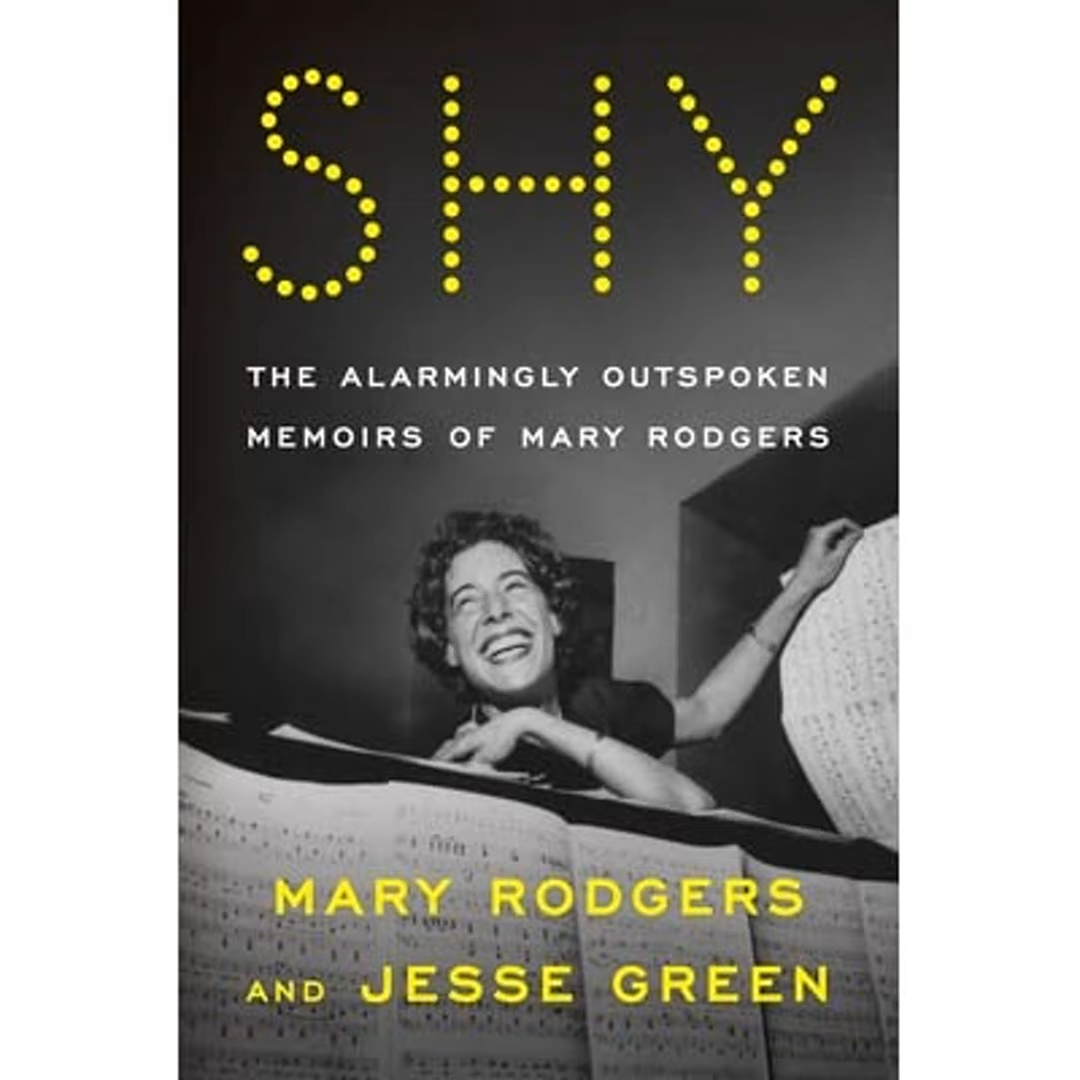 SHY
THE ALARMINGLY OUTSPOKEN
MEMOIRS OF MARY RODGERS
MARY RODGERS
AND JESSE GREEN